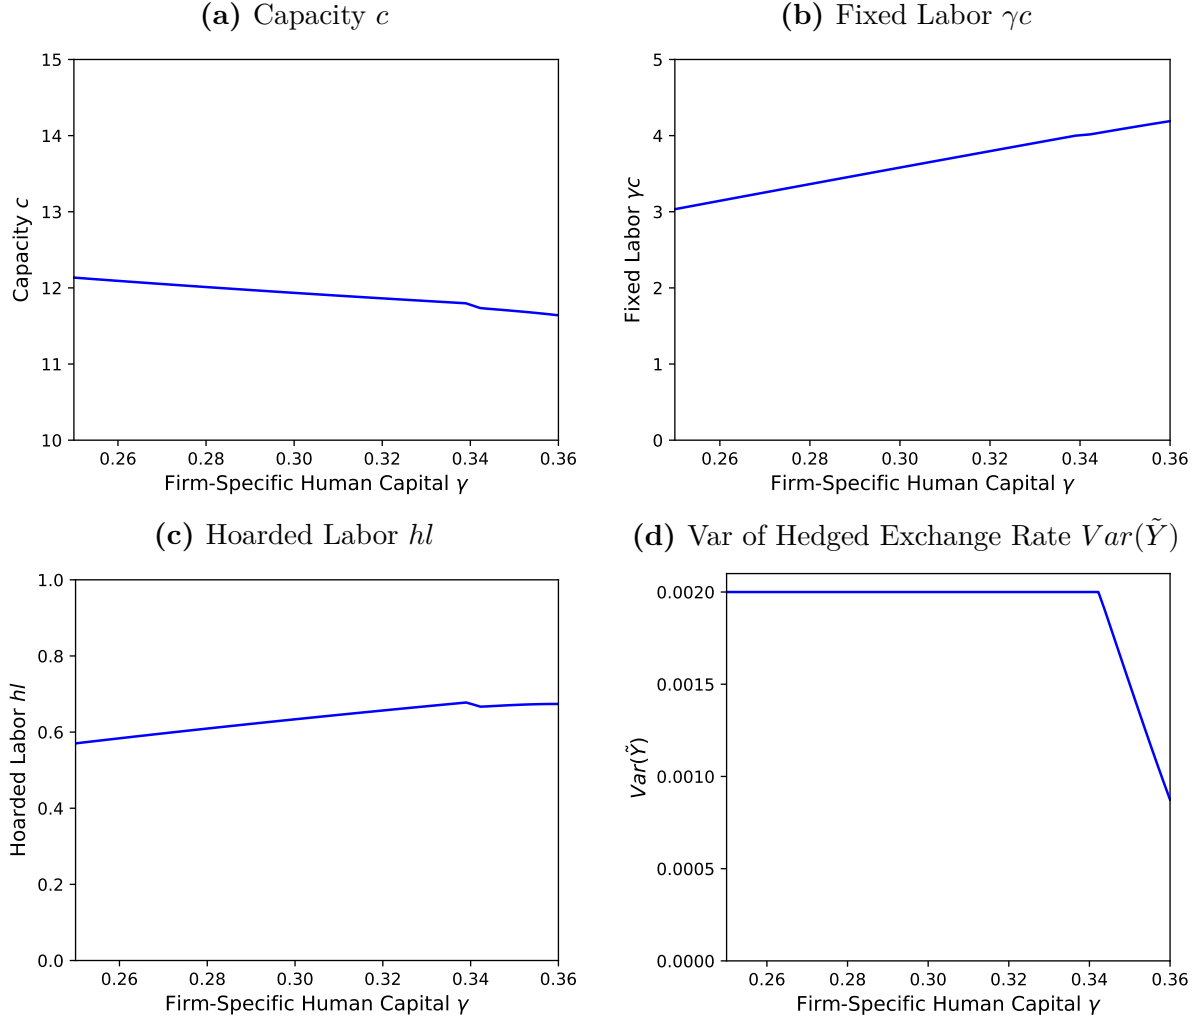 (a) Capacity c
15
14
13
12
11
10
Capacity c
0.26 0.28 0.30 0.32 0.34 0.36
Firm-Specific Human Capital γ
(b) Fixed Labor γc
5
4
3
2
1
0
Fixed Labor γc
0.26 0.28 0.30 0.32 0.34 0.36
Firm-Specific Human Capital γ
(c) Hoarded Labor hl
1.0
0.8
0.6
0.4
0.2
0.0
Hoarded Labor hl
0.26 0.28 0.30 0.32 0.34 0.36
Firm-Specific Human Capital γ
(d) Var of Hedged Exchange Rate Var(Ỹ)
0.0020
0.0015
0.0010
0.0005
0.0000
Var(Ỹ)
0.26 0.28 0.30 0.32 0.34 0.36
Firm-Specific Human Capital γ